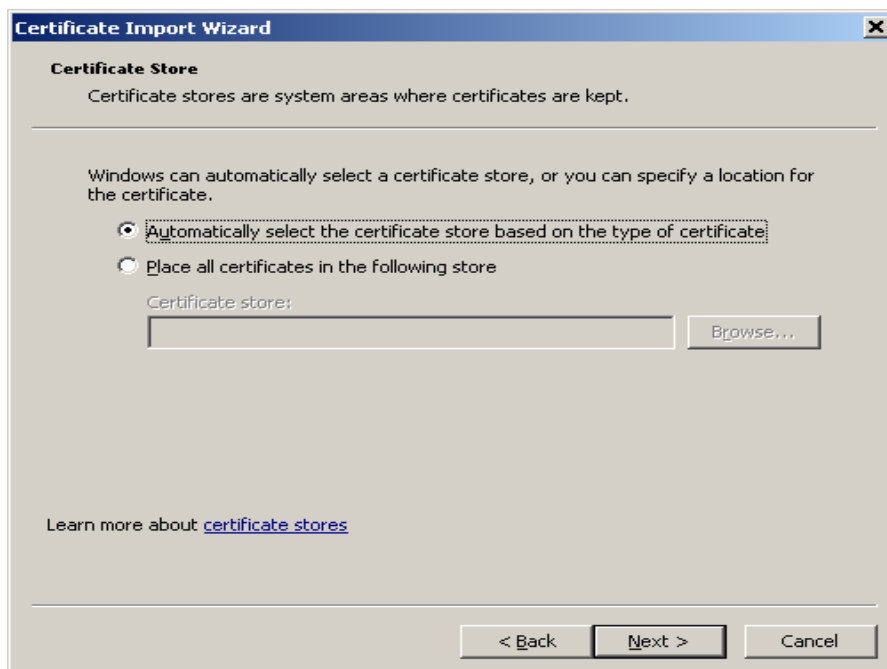 Certificate Import Wizard
Certificate Store
Certificate stores are system areas where certificates are kept.
Windows can automatically select a certificate store, or you can specify a location for
the certificate.
Automatically select the certificate store based on the type of certificate
Place all certificates in the following store
Certificate store:
Browse...
Learn more about certificate stores
< Back Next > Cancel